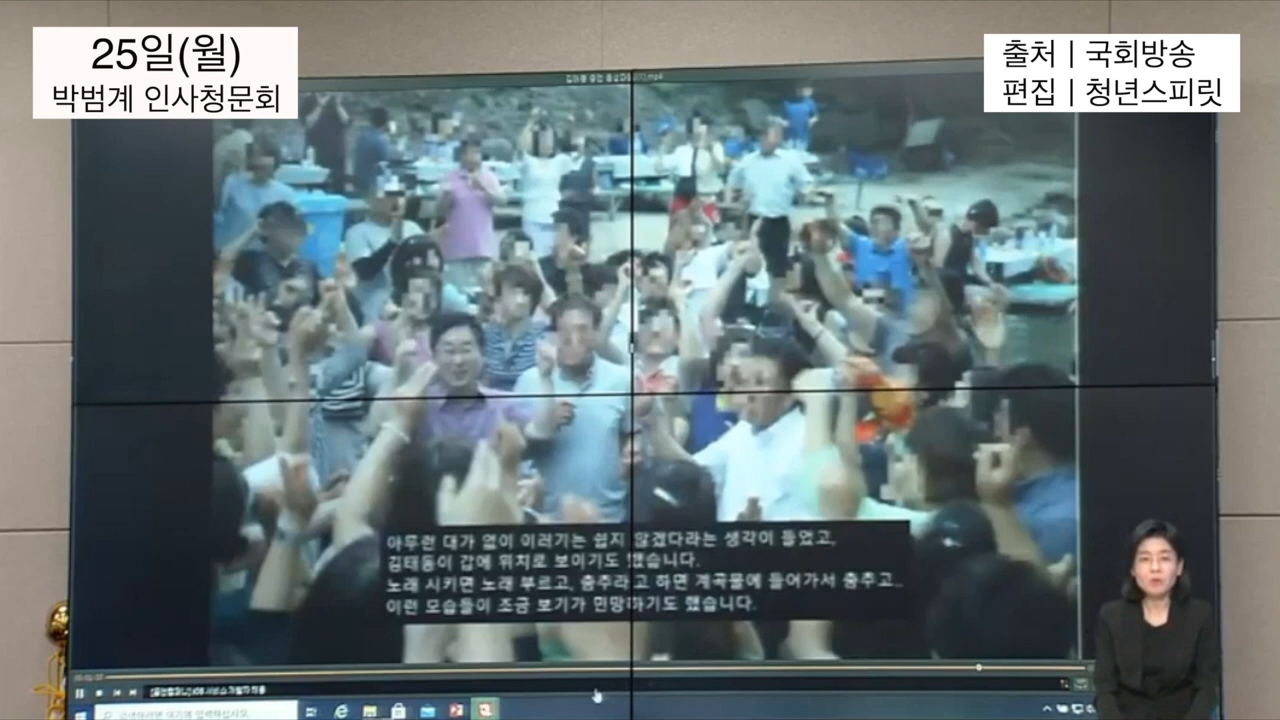 25일(월)
박범계 인사청문회
출처 | 국회방송
편집 | 청년스피릿
아무런 대가 없이 이러기는 쉽지 않겠다라는 생각이 들었고,
김태동이 갑에 위치로 보이기도 했습니다.
노래 시키면 노래 부르고, 춤추라고 하면 계곡물에 들어가서 춤추고..
이런 모습들이 조금 보기가 민망하기도 했습니다.